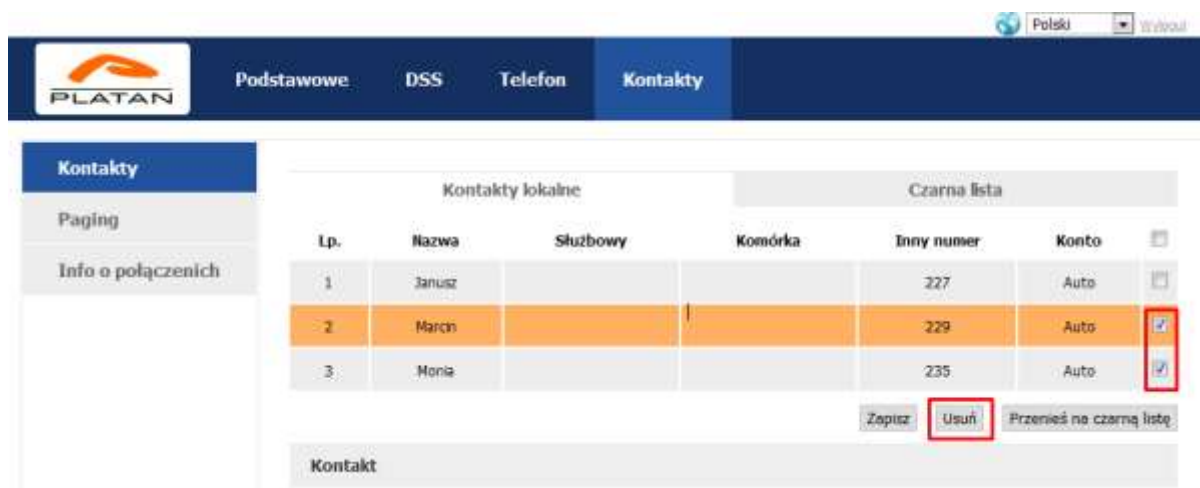 Polski
PLATAN
Podstawowe DSS Telefon Kontakty
Kontakty
Paging
Info o połączenich
Kontakty lokalne Czarna lista
Lp. Nazwa Służbowy Komórka Inny numer Konto
1 Janusz 227 Auto
2 Marcin 229 Auto
3 Monia 235 Auto
Zapisz Usuń Przenieś na czarną listę
Kontakt